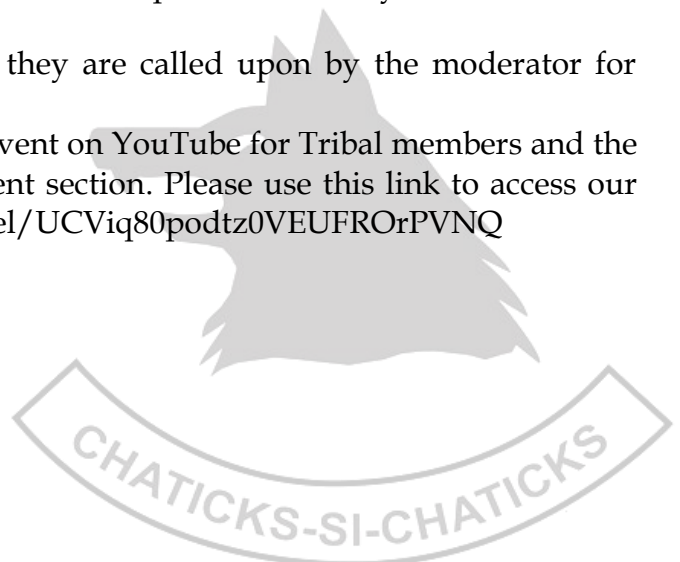 they are called upon by the moderator for
vent on YouTube for Tribal members and the
ent section. Please use this link to access our
el/UCViq80podtz0VEUFROrPVNQ
CHATICKS-SI-CHATICKS